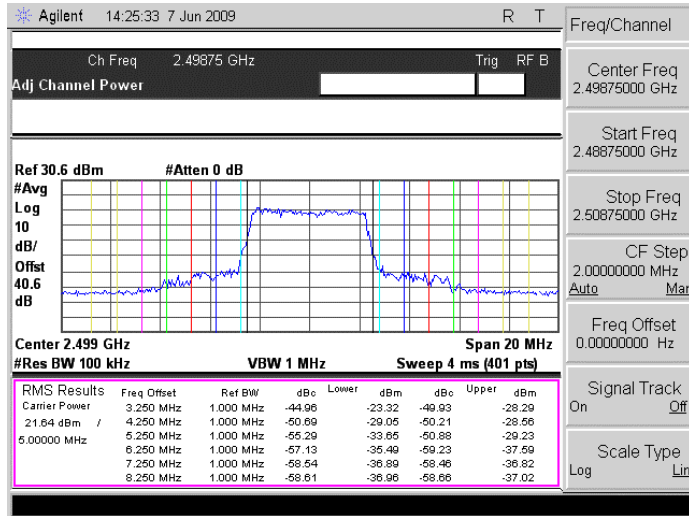 Agilent 14:25:33 7 Jun 2009 R T
Freq/Channel
Ch Freq 2.49875 GHz Trig RF B
Adj Channel Power
Center Freq
2.49875000 GHz
Start Freq
2.48875000 GHz
Stop Freq
2.50875000 GHz
CF Step
2.00000000 MHz
Auto Man
Freq Offset
0.00000000 Hz
Signal Track
On Off
Scale Type
Log Lin
Ref 30.6 dBm #Atten 0 dB
#Avg
Log
10
dB/
Offst
40.6
dB
Center 2.499 GHz Span 20 MHz
#Res BW 100 kHz VBW 1 MHz Sweep 4 ms (401 pts)
RMS Results Freq Offset Ref BW dBc Lower dBm dBc Upper dBm
Carrier Power 3.250 MHz 1.000 MHz -44.96 -23.32 -49.93 -28.29
21.64 dBm / 4.250 MHz 1.000 MHz -50.69 -29.05 -50.21 -28.56
5.00000 MHz 5.250 MHz 1.000 MHz -55.29 -33.65 -50.88 -29.23
6.250 MHz 1.000 MHz -57.13 -35.49 -59.23 -37.59
7.250 MHz 1.000 MHz -58.54 -36.89 -58.46 -36.82
8.250 MHz 1.000 MHz -58.61 -36.96 -58.66 -37.02